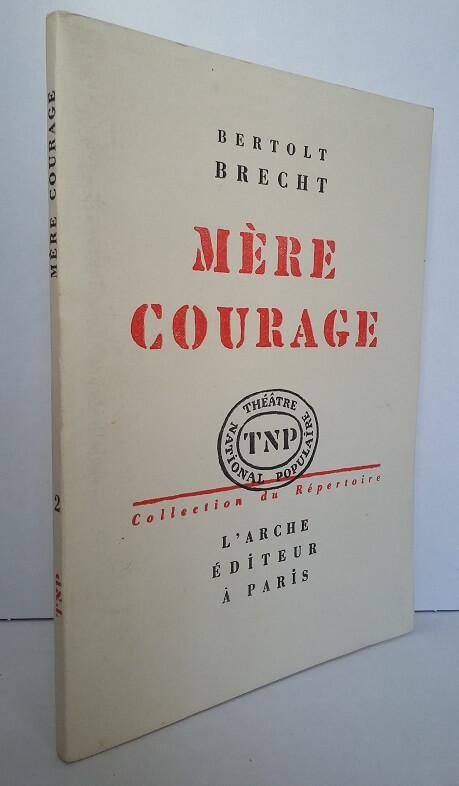 BERTOLT
BRECHT
MÈRE
COURAGE
THÉÂTRE
NATIONAL POPULAIRE
TNP
Collection du Répertoire
L'ARCHE
ÉDITEUR
À PARIS
MÈRE COURAGE
2
TNP